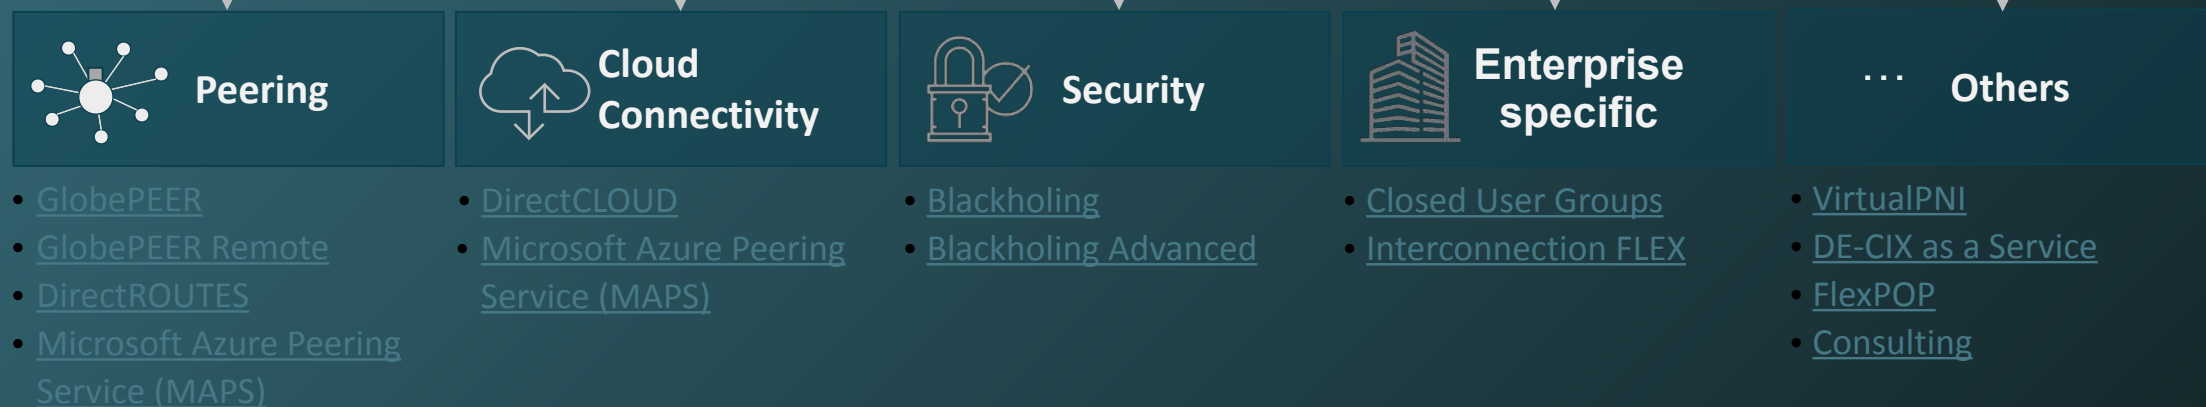 Peering
• GlobePEER
• GlobePEER Remote
• DirectROUTES
• Microsoft Azure Peering
Service (MAPS)
Cloud
Connectivity
• DirectCLOUD
• Microsoft Azure Peering
Service (MAPS)
Security
• Blackholing
• Blackholing Advanced
Enterprise
specific
• Closed User Groups
• Interconnection FLEX
... Others
• VirtualPNI
• DE-CIX as a Service
• FlexPOP
• Consulting